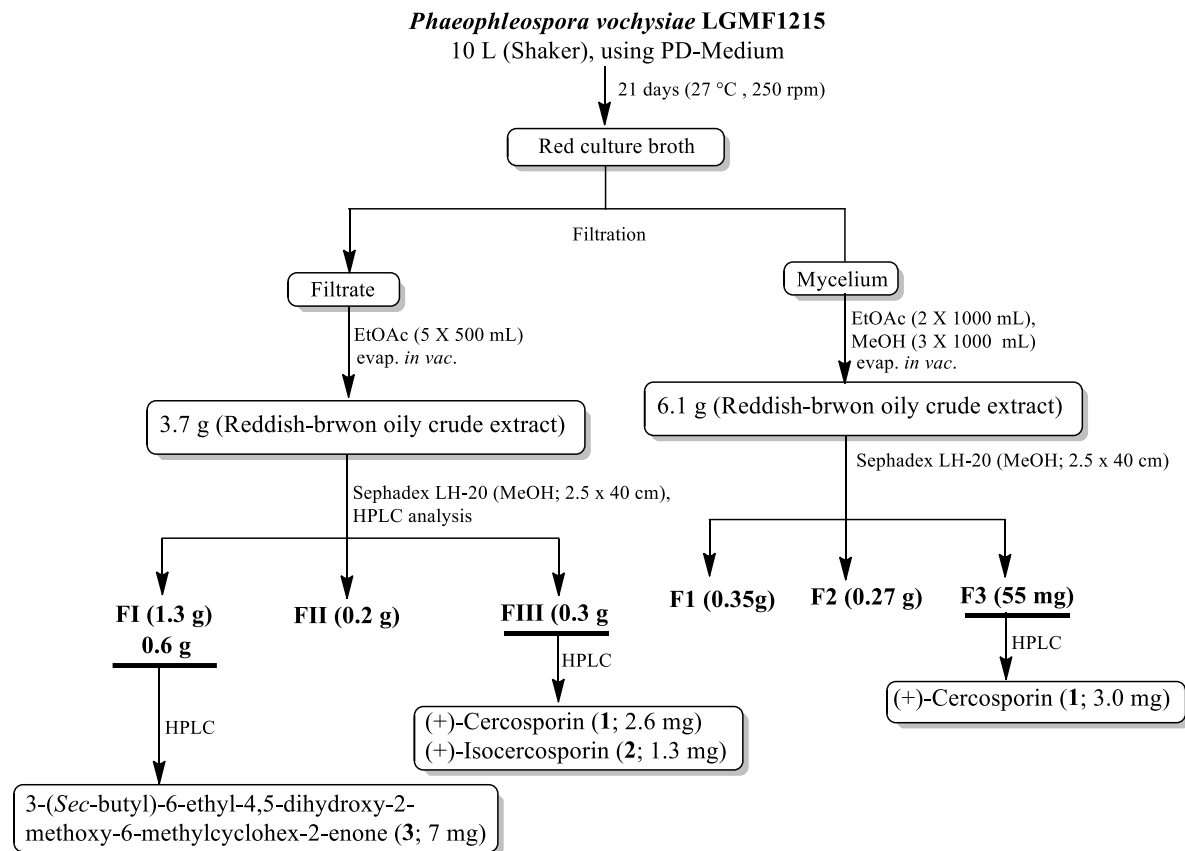 Phaeophleospora vochysiae LGMF1215
10 L (Shaker), using PD-Medium
21 days (27 °C , 250 rpm)
Red culture broth
Filtration
Filtrate
EtOAc (5 X 500 mL)
evap. in vac.
3.7 g (Reddish-brwon oily crude extract)
Sephadex LH-20 (MeOH; 2.5 x 40 cm),
HPLC analysis
FI (1.3 g)
0.6 g
FII (0.2 g)
FIII (0.3 g
HPLC
HPLC
(+)-Cercosporin (1; 2.6 mg)
(+)-Isocercosporin (2; 1.3 mg)
3-(Sec-butyl)-6-ethyl-4,5-dihydroxy-2-
methoxy-6-methylcyclohex-2-enone (3; 7 mg)
Mycelium
EtOAc (2 X 1000 mL),
MeOH (3 X 1000 mL)
evap. in vac.
6.1 g (Reddish-brwon oily crude extract)
Sephadex LH-20 (MeOH; 2.5 x 40 cm)
F1 (0.35g)
F2 (0.27 g)
F3 (55 mg)
HPLC
(+)-Cercosporin (1; 3.0 mg)